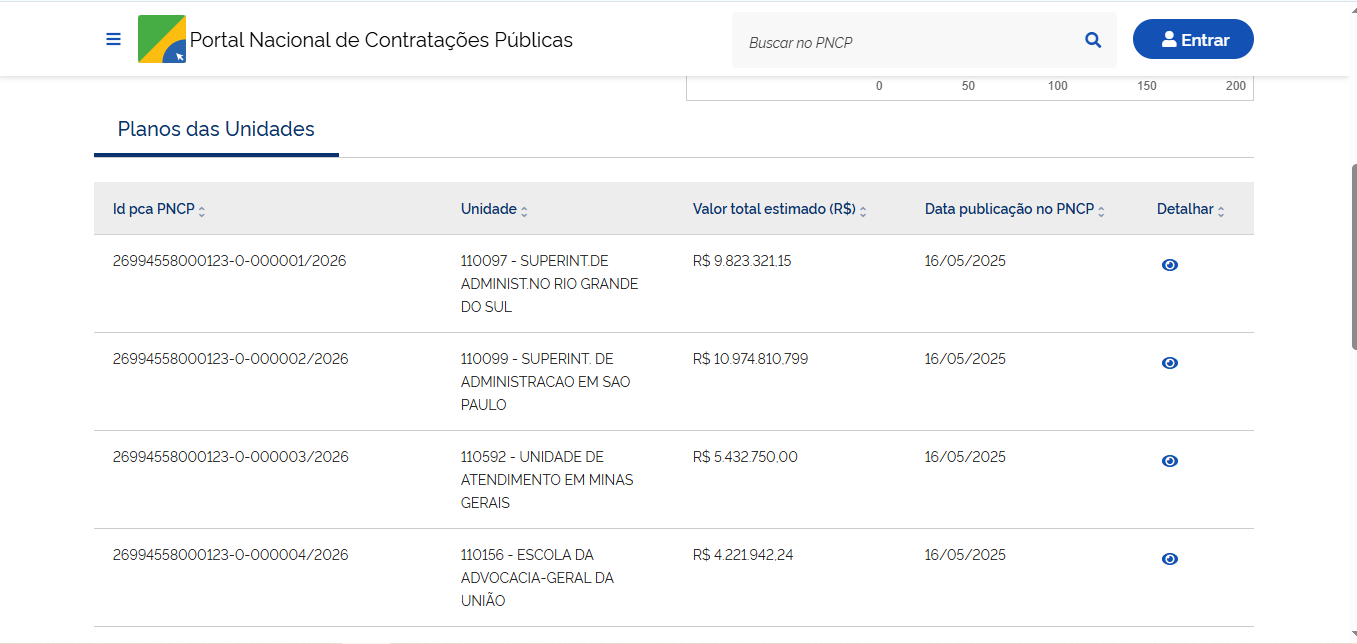 Portal Nacional de Contratações Públicas
Buscar no PNCP
Entrar
0 50 100 150 200
Planos das Unidades
Id pca PNCP Unidade Valor total estimado (R$) Data publicação no PNCP Detalhar
26994558000123-0-000001/2026 110097 - SUPERINT.DE R$ 9.823.321,15 16/05/2025
ADMINIST.NO RIO GRANDE
DO SUL
26994558000123-0-000002/2026 110099 - SUPERINT. DE R$ 10.974.810,799 16/05/2025
ADMINISTRACAO EM SAO
PAULO
26994558000123-0-000003/2026 110592 - UNIDADE DE R$ 5.432.750,00 16/05/2025
ATENDIMENTO EM MINAS
GERAIS
26994558000123-0-000004/2026 110156 - ESCOLA DA R$ 4.221.942,24 16/05/2025
ADVOCACIA-GERAL DA
UNIÃO